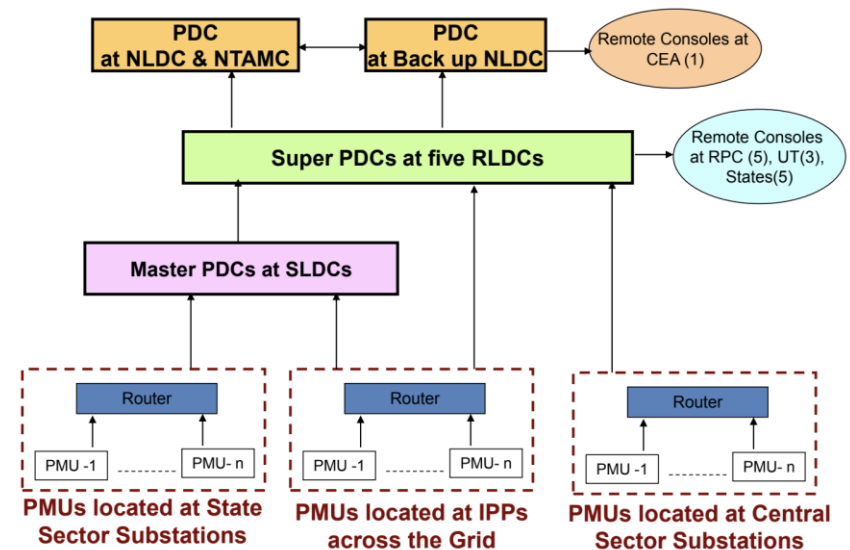 PDC
at NLDC & NTAMC
PDC
at Back up NLDC
Remote Consoles at
CEA (1)
Super PDCs at five RLDCs
Remote Consoles
at RPC (5), UT(3),
States(5)
Master PDCs at SLDCs
Router
PMU -1
PMU- n
PMUs located at State
Sector Substations
Router
PMU -1
PMU- n
PMUs located at IPPs
across the Grid
Router
PMU -1
PMU- n
PMUs located at Central
Sector Substations